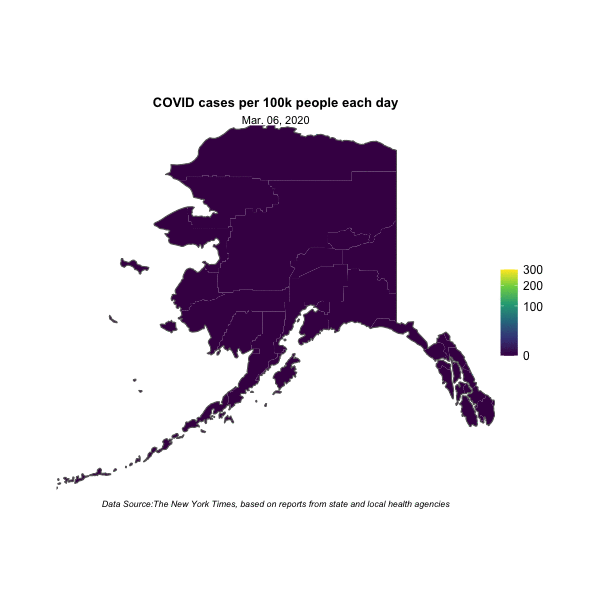 COVID cases per 100k people each day
Mar. 06, 2020
300
200
100
0
Data Source:The New York Times, based on reports from state and local health agencies